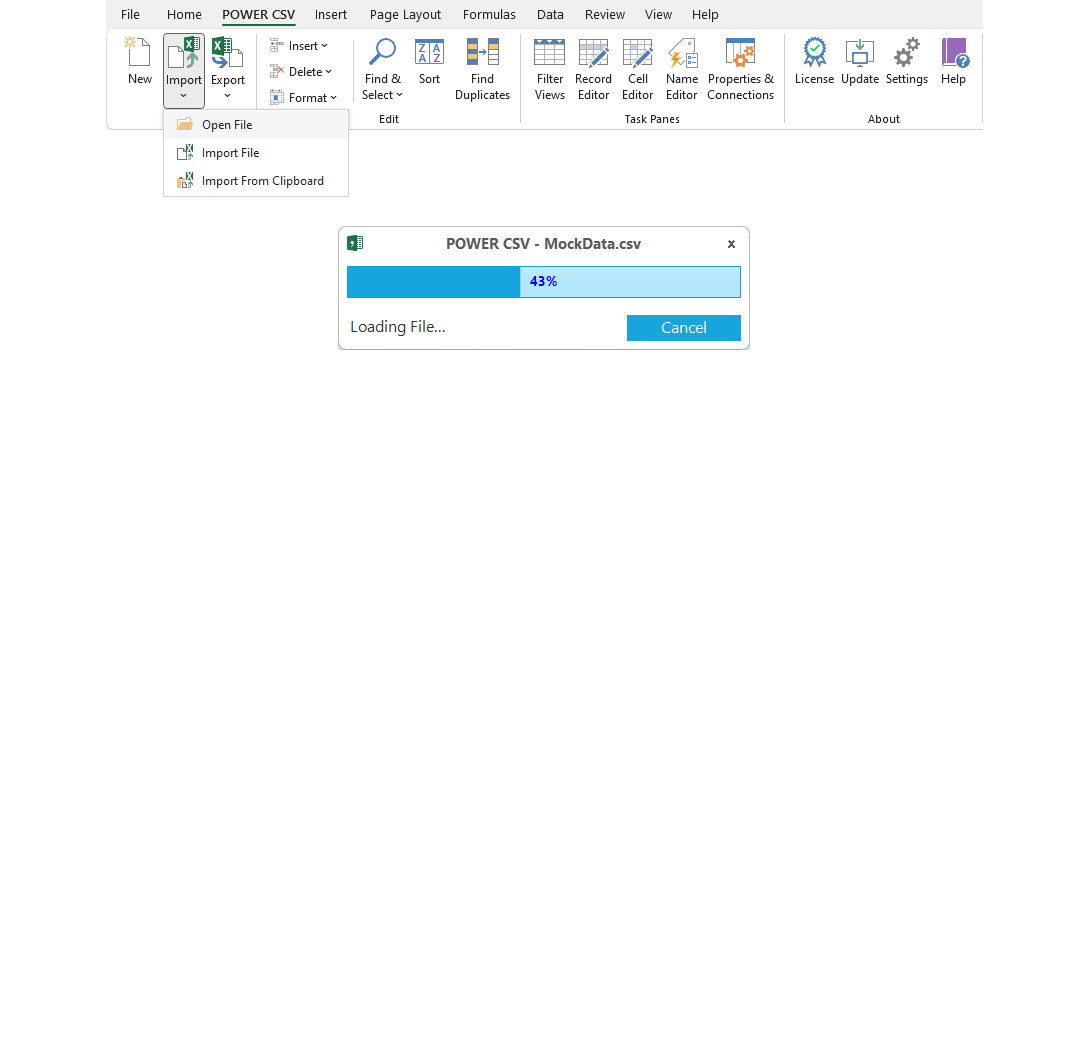 File Home POWER CSV Insert Page Layout Formulas Data Review View Help
New
Import
Export
Insert
Delete
Format
Find &
Select
Sort
Find
Duplicates
Edit
Filter
Views
Record
Editor
Cell
Editor
Name
Editor
Properties &
Connections
Task Panes
License
Update
Settings
Help
About
Open File
Import File
Import From Clipboard
POWER CSV - MockData.csv x
43%
Loading File...
Cancel